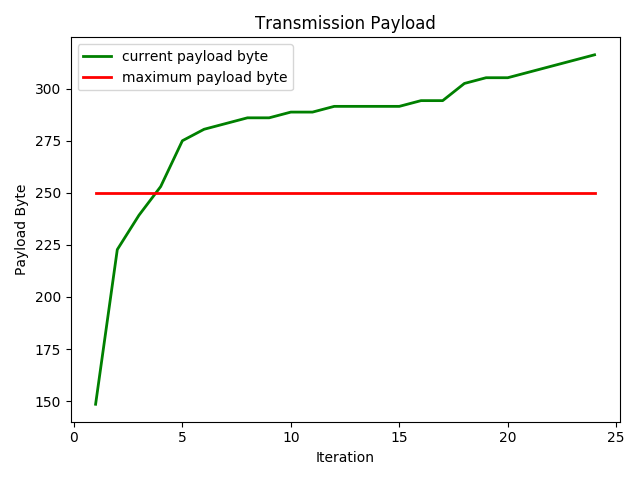 Transmission Payload
current payload byte
maximum payload byte
300
275
250
225
200
175
150
Payload Byte
0 5 10 15 20 25
Iteration